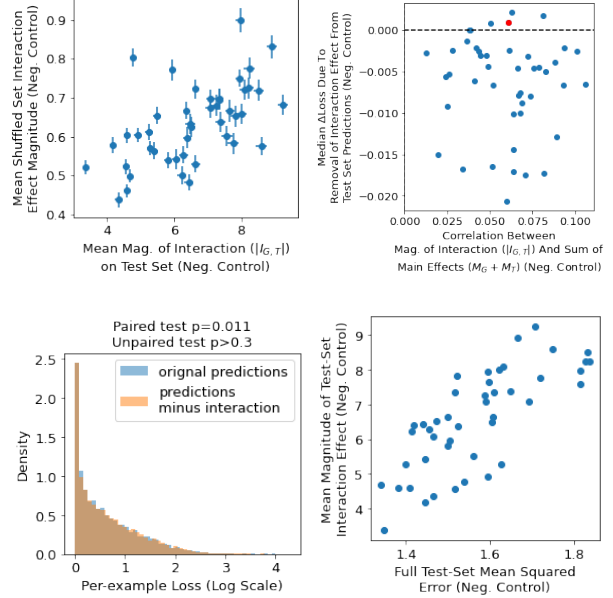 Mean Shuffled Set Interaction
Effect Magnitude (Neg. Control)
0.9
0.8
0.7
0.6
0.5
0.4
4
6
8
Mean Mag. of Interaction (|I_{G,T}|)
on Test Set (Neg. Control)
Median ΔLoss Due To
Removal of Interaction Effect From
Test Set Predictions (Neg. Control)
0.000
−0.005
−0.010
−0.015
−0.020
0.000 0.025 0.050 0.075 0.100
Correlation Between
Mag. of Interaction (|I_{G,T}|) And Sum of
Main Effects (M_G + M_T) (Neg. Control)
Paired test p=0.011
Unpaired test p>0.3
orignal predictions
predictions
minus interaction
Density
2.5
2.0
1.5
1.0
0.5
0.0
0 1 2 3 4
Per-example Loss (Log Scale)
Mean Magnitude of Test-Set
Interaction Effect (Neg. Control)
9
8
7
6
5
4
1.4 1.6 1.8
Full Test-Set Mean Squared
Error (Neg. Control)